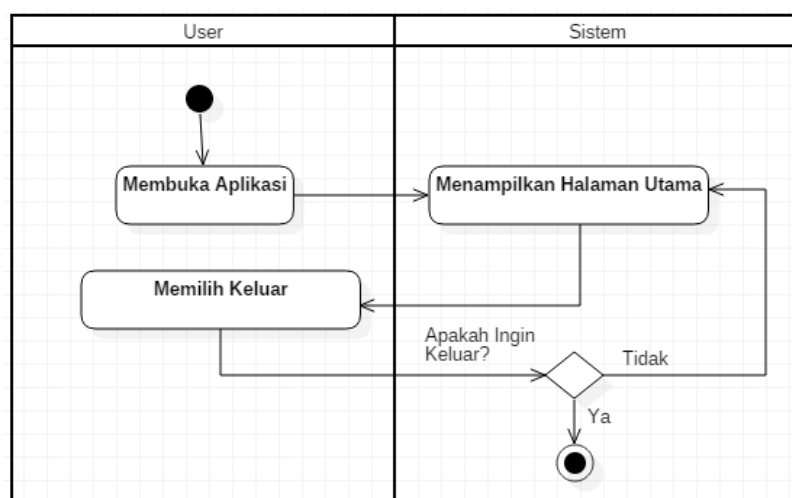 User
Sistem
Membuka Aplikasi
Menampilkan Halaman Utama
Memilih Keluar
Apakah Ingin
Keluar?
Tidak
Ya